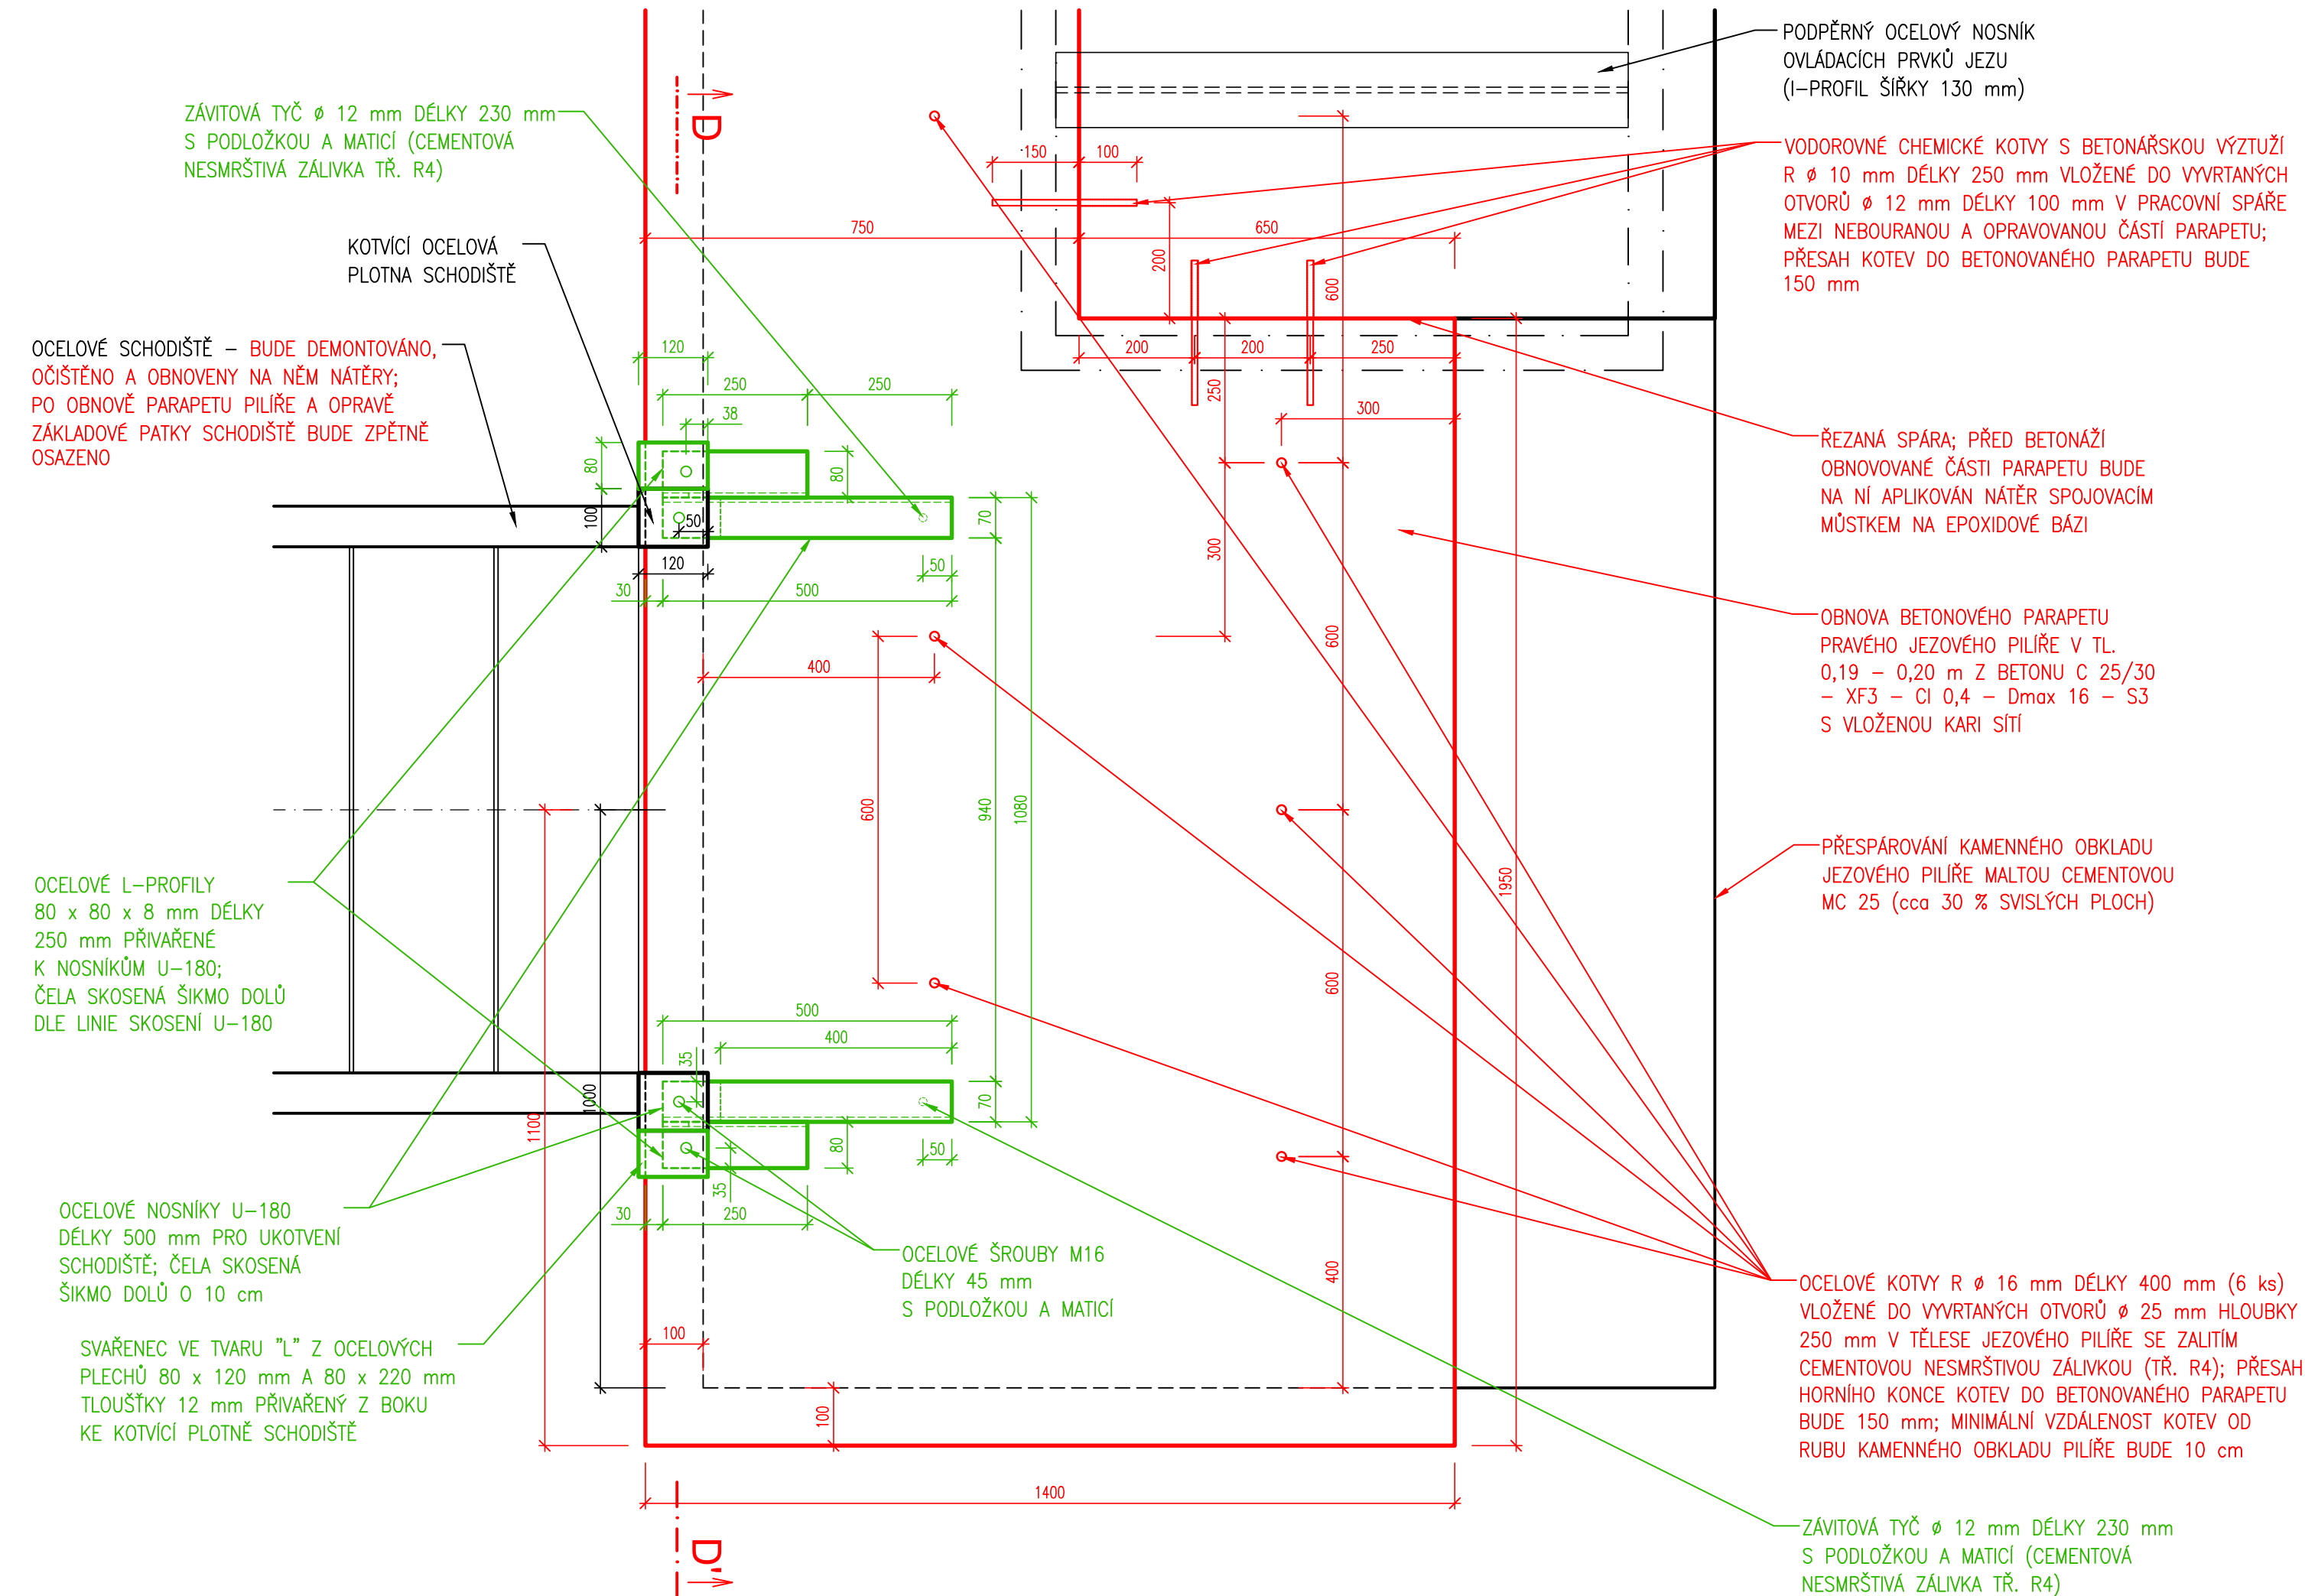 PODPĚRNÝ OCELOVÝ NOSNÍK
OVLÁDACÍCH PRVKŮ JEZU
(I-PROFIL ŠÍŘKY 130 mm)
ZÁVITOVÁ TYČ ø 12 mm DÉLKY 230 mm
S PODLOŽKOU A MATICÍ (CEMENTOVÁ
NESMRŠTIVÁ ZÁLIVKA TŘ. R4)
D
VODOROVNÉ CHEMICKÉ KOTVY S BETONÁŘSKOU VÝZTUŽÍ
R ø 10 mm DÉLKY 250 mm VLOŽENÉ DO VYVRTANÝCH
OTVORŮ ø 12 mm DÉLKY 100 mm V PRACOVNÍ SPÁŘE
MEZI NEBOURANOU A OPRAVOVANOU ČÁSTÍ PARAPETU;
PŘESAH KOTEV DO BETONOVANÉHO PARAPETU BUDE
150 mm
150
100
750
650
200
600
KOTVÍCÍ OCELOVÁ
PLOTNA SCHODIŠTĚ
OCELOVÉ SCHODIŠTĚ – BUDE DEMONTOVÁNO,
OČIŠTĚNO A OBNOVENY NA NĚM NÁTĚRY;
PO OBNOVĚ PARAPETU PILÍŘE A OPRAVĚ
ZÁKLADOVÉ PATKY SCHODIŠTĚ BUDE ZPĚTNĚ
OSAZENO
120
250
250
38
200
200
250
250
300
80
80
100
50
70
120
50
30
500
300
ŘEZANÁ SPÁRA; PŘED BETONÁŽÍ
OBNOVOVANÉ ČÁSTI PARAPETU BUDE
NA NÍ APLIKOVÁN NÁTĚR SPOJOVACÍM
MŮSTKEM NA EPOXIDOVÉ BÁZI
OBNOVA BETONOVÉHO PARAPETU
PRAVÉHO JEZOVÉHO PILÍŘE V TL.
0,19 – 0,20 m Z BETONU C 25/30
– XF3 – Cl 0,4 – Dmax 16 – S3
S VLOŽENOU KARI SÍTÍ
600
400
600
940
1080
1950
600
PŘESPÁROVÁNÍ KAMENNÉHO OBKLADU
JEZOVÉHO PILÍŘE MALTOU CEMENTOVOU
MC 25 (cca 30 % SVISLÝCH PLOCH)
OCELOVÉ L-PROFILY
80 x 80 x 8 mm DÉLKY
250 mm PŘIVAŘENÉ
K NOSNÍKŮM U-180;
ČELA SKOSENÁ ŠIKMO DOLŮ
DLE LINIE SKOSENÍ U-180
500
400
35
70
1000
1100
80
50
35
30
250
400
OCELOVÉ NOSNÍKY U-180
DÉLKY 500 mm PRO UKOTVENÍ
SCHODIŠTĚ; ČELA SKOSENÁ
ŠIKMO DOLŮ O 10 cm
OCELOVÉ ŠROUBY M16
DÉLKY 45 mm
S PODLOŽKOU A MATICÍ
OCELOVÉ KOTVY R ø 16 mm DÉLKY 400 mm (6 ks)
VLOŽENÉ DO VYVRTANÝCH OTVORŮ ø 25 mm HLOUBKY
250 mm V TĚLESE JEZOVÉHO PILÍŘE SE ZALITÍM
CEMENTOVOU NESMRŠTIVOU ZÁLIVKOU (TŘ. R4); PŘESAH
HORNÍHO KONCE KOTEV DO BETONOVANÉHO PARAPETU
BUDE 150 mm; MINIMÁLNÍ VZDÁLENOST KOTEV OD
RUBU KAMENNÉHO OBKLADU PILÍŘE BUDE 10 cm
SVAŘENEC VE TVARU "L" Z OCELOVÝCH
PLECHŮ 80 x 120 mm A 80 x 220 mm
TLOUŠŤKY 12 mm PŘIVAŘENÝ Z BOKU
KE KOTVÍCÍ PLOTNĚ SCHODIŠTĚ
100
100
1400
D'
ZÁVITOVÁ TYČ ø 12 mm DÉLKY 230 mm
S PODLOŽKOU A MATICÍ (CEMENTOVÁ
NESMRŠTIVÁ ZÁLIVKA TŘ. R4)